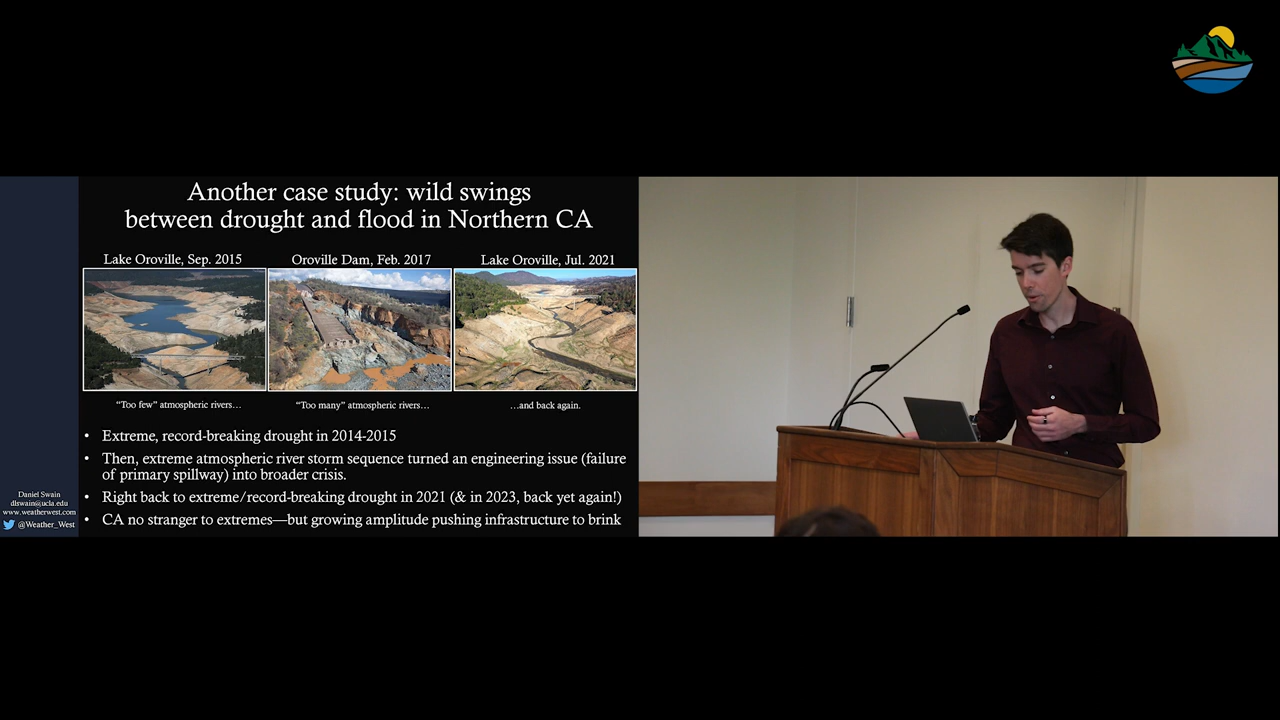 Another case study: wild swings
between drought and flood in Northern CA
Lake Oroville, Sep. 2015
Oroville Dam, Feb. 2017
Lake Oroville, Jul. 2021
“Too few” atmospheric rivers…
“Too many” atmospheric rivers…
…and back again.
• Extreme, record-breaking drought in 2014-2015
• Then, extreme atmospheric river storm sequence turned an engineering issue (failure
of primary spillway) into broader crisis.
• Right back to extreme/record-breaking drought in 2021 (& in 2023, back yet again!)
• CA no stranger to extremes—but growing amplitude pushing infrastructure to brink
Daniel Swain
dlswain@ucla.edu
www.weatherwest.com
@Weather_West